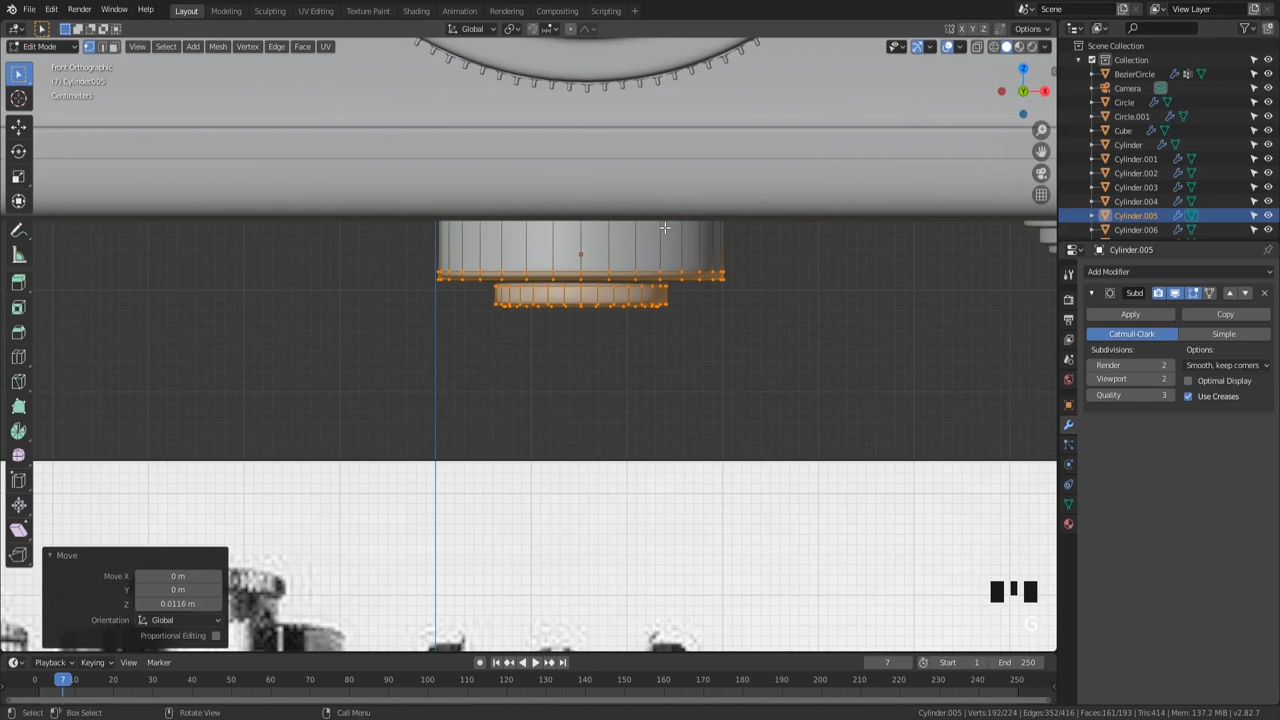 File Edit Render Window Help Layout Modeling Sculpting UV Editing Texture Paint Shading Animation Rendering Compositing Scripting + Scene View Layer
Global Options
Edit Mode View Select Add Mesh Vertex Edge Face UV
Front Orthographic
(7) Cylinder.005
Centimeters
Z
Y
X
Scene Collection
Collection
BezierCircle
Camera
Circle
Circle.001
Cube
Cylinder
Cylinder.001
Cylinder.002
Cylinder.003
Cylinder.004
Cylinder.005
Cylinder.006
Cylinder.005
Add Modifier
Subd
Apply Copy
Catmull-Clark Simple
Subdivisions: Options:
Render 2 Smooth, keep corners
Viewport 2 Optimal Display
Quality 3 Use Creases
Move
Move X 0 m
Y 0 m
Z 0.0116 m
Orientation Global
Proportional Editing
G
Playback Keying View Marker 7 Start 1 End 250
0 7 10 20 30 40 50 60 70 80 90 100 110 120 130 140 150 160 170 180 190 200 210 220 230 240 250
Select Box Select Rotate View Call Menu Cylinder.005 | Verts:192/224 | Edges:352/416 | Faces:161/193 | Tris:414 | Mem: 137.2 MiB | v2.82.7